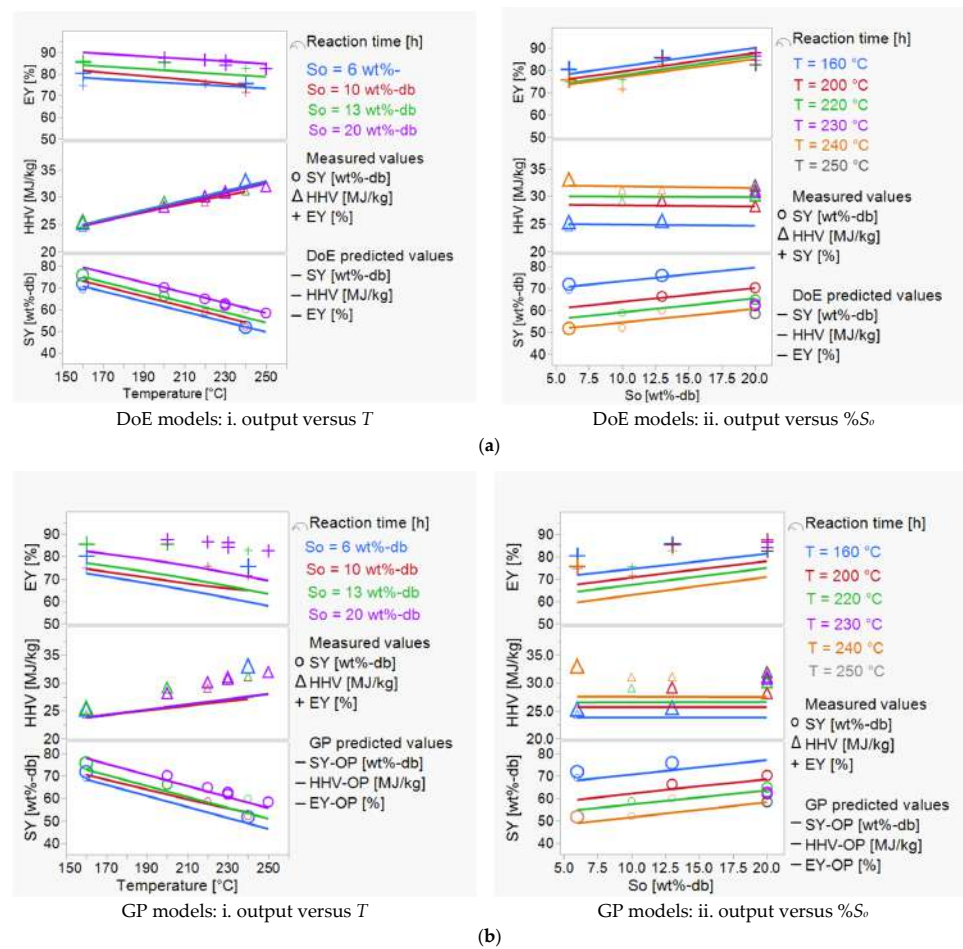 Reaction time [h]
So = 6 wt%-
So = 10 wt%-db
So = 13 wt%-db
So = 20 wt%-db
Measured values
SY [wt%-db]
HHV [MJ/kg]
EY [%]
DoE predicted values
SY [wt%-db]
HHV [MJ/kg]
EY [%]
EY [%]
90
80
70
60
50
HHV [MJ/kg]
35
30
25
20
SY [wt%-db]
80
70
60
50
40
150 170 190 210 230 250
Temperature [°C]
DoE models: i. output versus T
Reaction time [h]
T = 160 °C
T = 200 °C
T = 220 °C
T = 230 °C
T = 240 °C
T = 250 °C
Measured values
SY [wt%-db]
HHV [MJ/kg]
SY [%]
DoE predicted values
SY [wt%-db]
HHV [MJ/kg]
EY [%]
EY [%]
90
80
70
60
50
HHV [MJ/kg]
35.0
30.0
25.0
20
SY [wt%-db]
80
70
60
50
40
5.0 7.5 10.0 12.5 15.0 17.5 20.0
So [wt%-db]
DoE models: ii. output versus %So
(a)
Reaction time [h]
So = 6 wt%-db
So = 10 wt%-db
So = 13 wt%-db
So = 20 wt%-db
Measured values
SY [wt%-db]
HHV [MJ/kg]
EY [%]
GP predicted values
SY-OP [wt%-db]
HHV-OP [MJ/kg]
EY-OP [%]
EY [%]
90
80
70
60
50
HHV [MJ/kg]
35.0
30.0
25.0
20
SY [wt%-db]
80
70
60
50
40
150 170 190 210 230 250
Temperature [°C]
GP models: i. output versus T
Reaction time [h]
T = 160 °C
T = 200 °C
T = 220 °C
T = 230 °C
T = 240 °C
T = 250 °C
Measured values
SY [wt%-db]
HHV [MJ/kg]
EY [%]
GP predicted values
SY-OP [wt%-db]
HHV-OP [MJ/kg]
EY-OP [%]
EY [%]
90
80
70
60
50
HHV [MJ/kg]
35.0
30.0
25.0
20
SY [wt%-db]
80
70
60
50
40
5.0 7.5 10.0 12.5 15.0 17.5 20.0
So [wt%-db]
GP models: ii. output versus %So
(b)